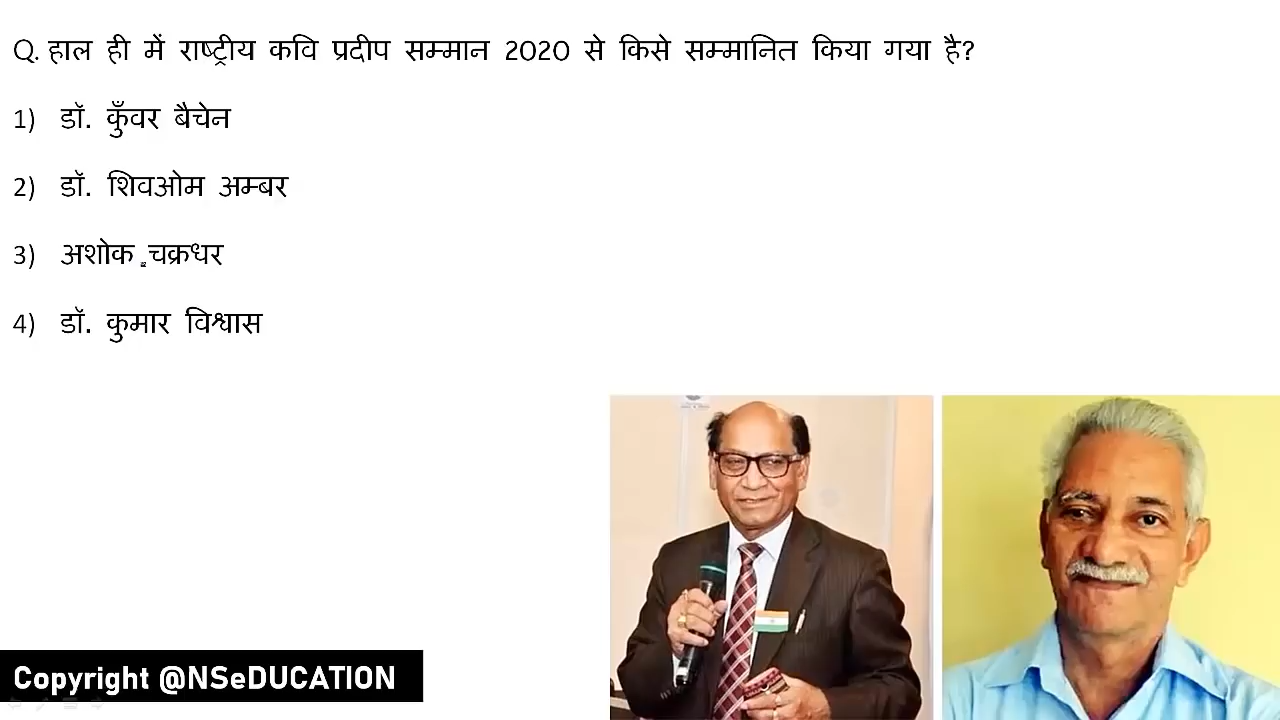 Q. हाल ही में राष्ट्रीय कवि प्रदीप सम्मान 2020 से किसे सम्मानित किया गया है?
1) डॉ. कुँवर बैचेन
2) डॉ. शिवओम अम्बर
3) अशोक चक्रधर
4) डॉ. कुमार विश्वास
Copyright @NSeDUCATION